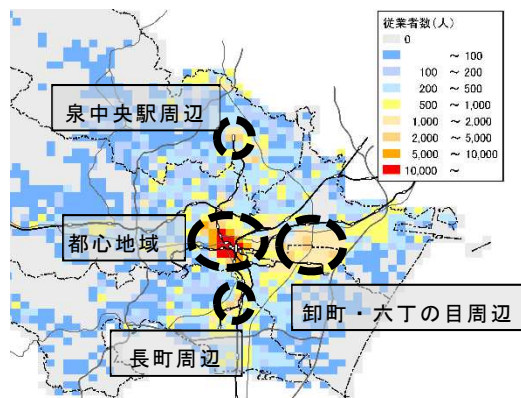 従業者数(人)
0
～ 100
100 ～ 200
200 ～ 500
500 ～ 1,000
1,000 ～ 2,000
2,000 ～ 5,000
5,000 ～ 10,000
10,000 ～
泉中央駅周辺
都心地域
卸町・六丁の目周辺
長町周辺